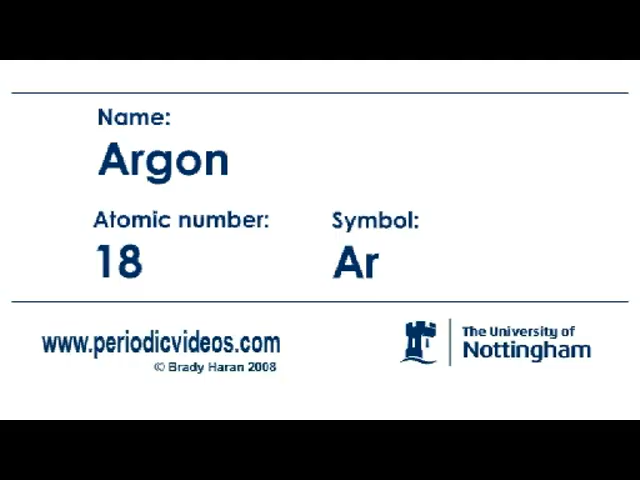 Name:
Argon
Atomic number:
18
Symbol:
Ar
www.periodicvideos.com
© Brady Haran 2008
The University of
Nottingham